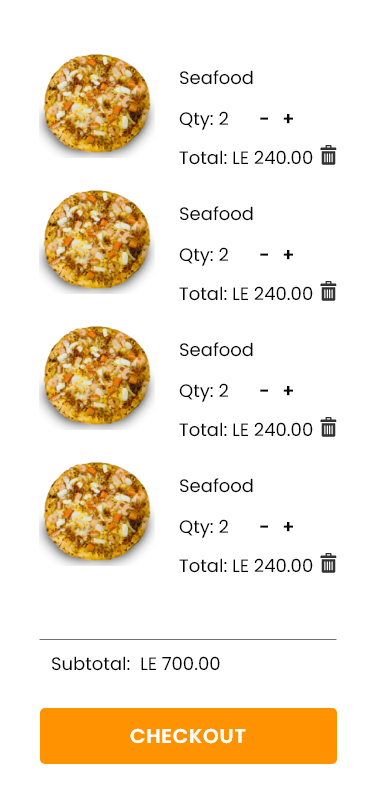 Seafood
Qty: 2 - +
Total: LE 240.00
Seafood
Qty: 2 - +
Total: LE 240.00
Seafood
Qty: 2 - +
Total: LE 240.00
Seafood
Qty: 2 - +
Total: LE 240.00
Subtotal: LE 700.00
CHECKOUT